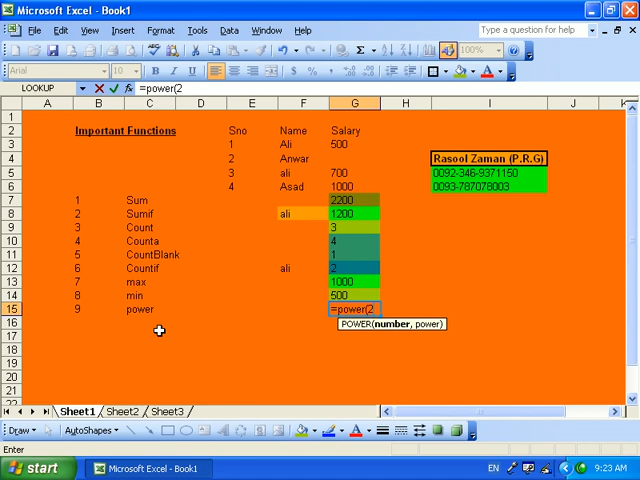 Microsoft Excel - Book1
File Edit View Insert Format Tools Data Window Help
Type a question for help
100%
Arial 10 B I U
LOOKUP =power(2
A B C D E F G H I J K
1
2 Important Functions Sno Name Salary
3 1 Ali 500
4 2 Anwar Rasool Zaman (P.R.G)
5 3 ali 700 0092-346-9371150
6 4 Asad 1000 0093-787078003
7 1 Sum 2200
8 2 Sumif ali 1200
9 3 Count 3
10 4 Counta 4
11 5 CountBlank 1
12 6 Countif ali 2
13 7 max 1000
14 8 min 500
15 9 power =power(2
16 POWER(number, power)
17
18
19
20
21
22
Sheet1 Sheet2 Sheet3
Draw AutoShapes
Enter
start Microsoft Excel - Book1 EN 9:23 AM